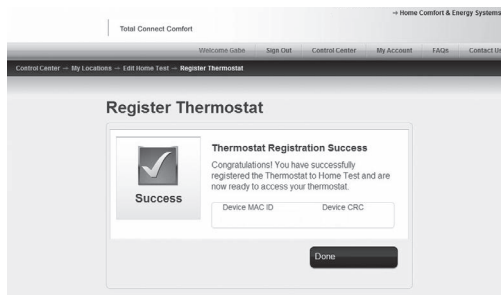 → Home Comfort & Energy Systems
Total Connect Comfort
Welcome Gabe Sign Out Control Center My Account FAQs Contact Us
Control Center → My Locations → Edit Home Test → Register Thermostat
Register Thermostat
Success
Thermostat Registration Success
Congratulations! You have successfully
registered the Thermostat to Home Test and are
now ready to access your thermostat.
Device MAC ID Device CRC
Done